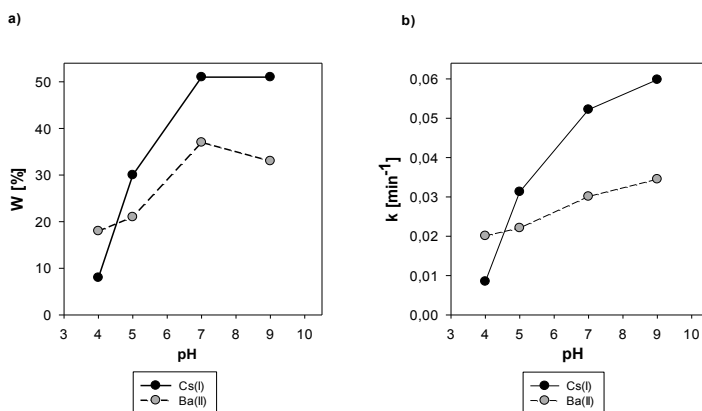 a)
W [%]
50
40
30
20
10
0
3 4 5 6 7 8 9 10
pH
Cs(I)
Ba(II)
b)
k [min⁻¹]
0,06
0,05
0,04
0,03
0,02
0,01
0,00
3 4 5 6 7 8 9 10
pH
Cs(I)
Ba(II)